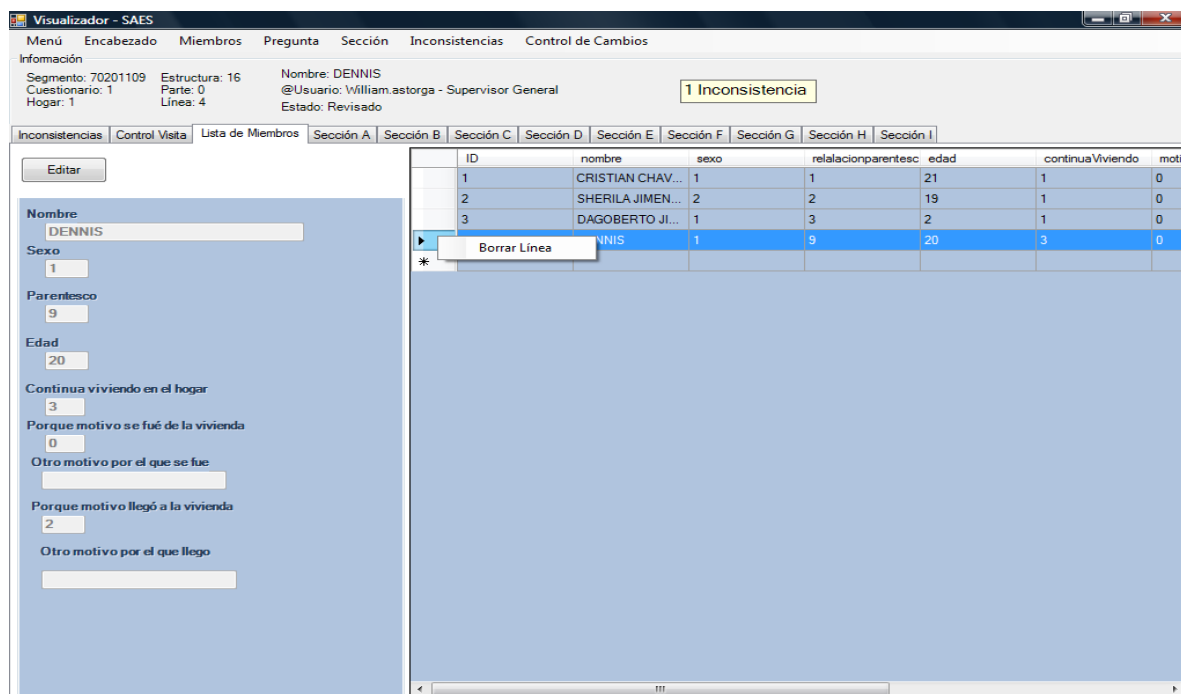 Visualizador - SAES
Menú Encabezado Miembros Pregunta Sección Inconsistencias Control de Cambios
Información
Segmento: 70201109 Estructura: 16 Nombre: DENNIS
Cuestionario: 1 Parte: 0 @Usuario: William.astorga - Supervisor General
Hogar: 1 Línea: 4 Estado: Revisado
1 Inconsistencia
Inconsistencias Control Visita Lista de Miembros Sección A Sección B Sección C Sección D Sección E Sección F Sección G Sección H Sección I
Editar
Nombre
DENNIS
Sexo
1
Parentesco
9
Edad
20
Continua viviendo en el hogar
3
Porque motivo se fué de la vivienda
0
Otro motivo por el que se fue
Porque motivo llegó a la vivienda
2
Otro motivo por el que llego
ID nombre sexo relalacionparentesc edad continuaViviendo moti
1 CRISTIAN CHAV... 1 1 21 1 0
2 SHERILA JIMEN... 2 2 19 1 0
3 DAGOBERTO JI... 1 3 2 1 0
NNIS 1 9 20 3 0
Borrar Línea